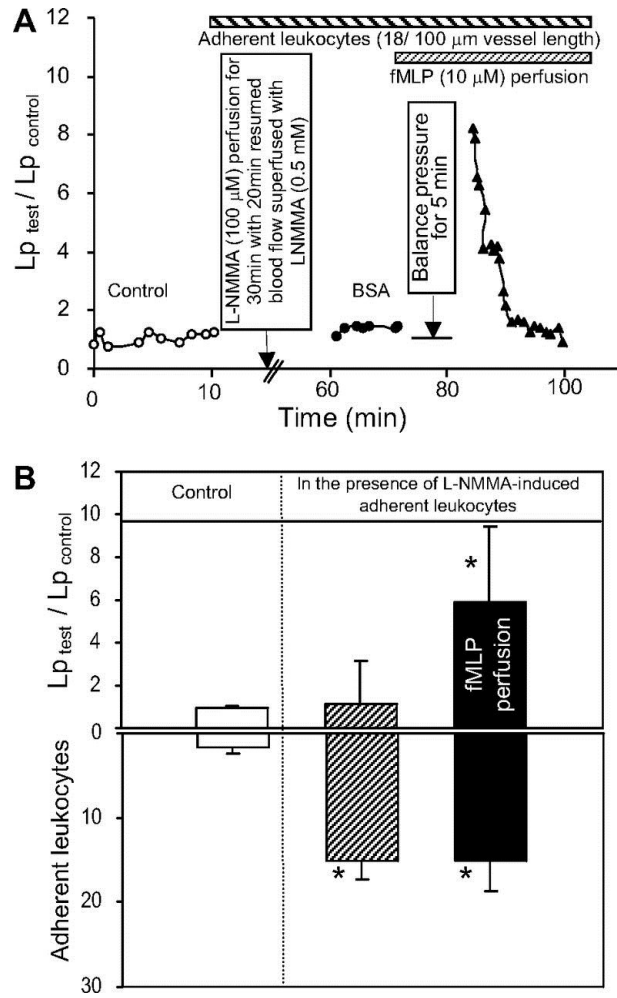 A
12
10
8
6
4
2
0
Lp test / Lp control
Adherent leukocytes (18/ 100 μm vessel length)
fMLP (10 μM) perfusion
L-NMMA (100 μM) perfusion for
30min with 20min resumed
blood flow superfused with
LNMMA (0.5 mM)
Balance pressure
for 5 min
Control
BSA
0
10
60
80
100
Time (min)
B
12
10
8
6
4
2
0
10
20
30
Lp test / Lp control
Adherent leukocytes
Control
In the presence of L-NMMA-induced
adherent leukocytes
*
fMLP
perfusion
*
*